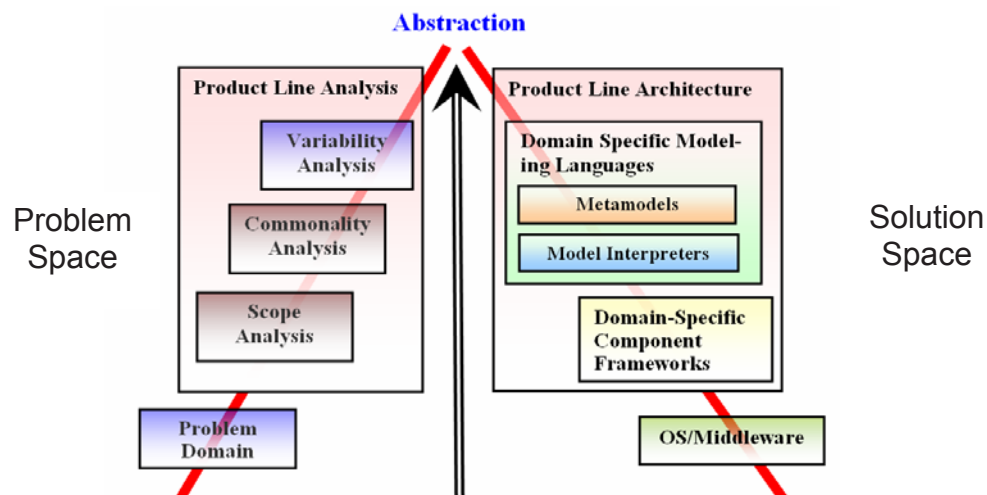 Abstraction
Product Line Analysis
Variability
Analysis
Commonality
Analysis
Scope
Analysis
Problem
Domain
Problem
Space
Product Line Architecture
Domain Specific Model-
ing Languages
Metamodels
Model Interpreters
Domain-Specific
Component
Frameworks
OS/Middleware
Solution
Space